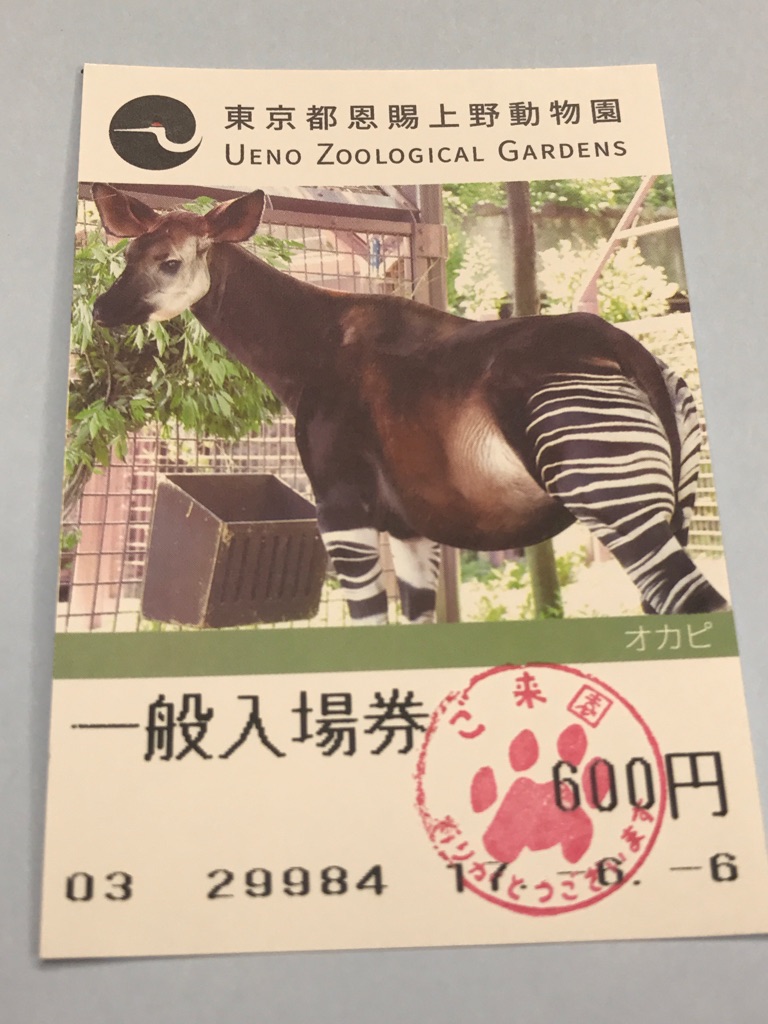 東京都恩賜上野動物園
UENO ZOOLOGICAL GARDENS
オカピ
一般入場券
600円
03 29984 17.-6.-6
ご来園
ありがとうございます